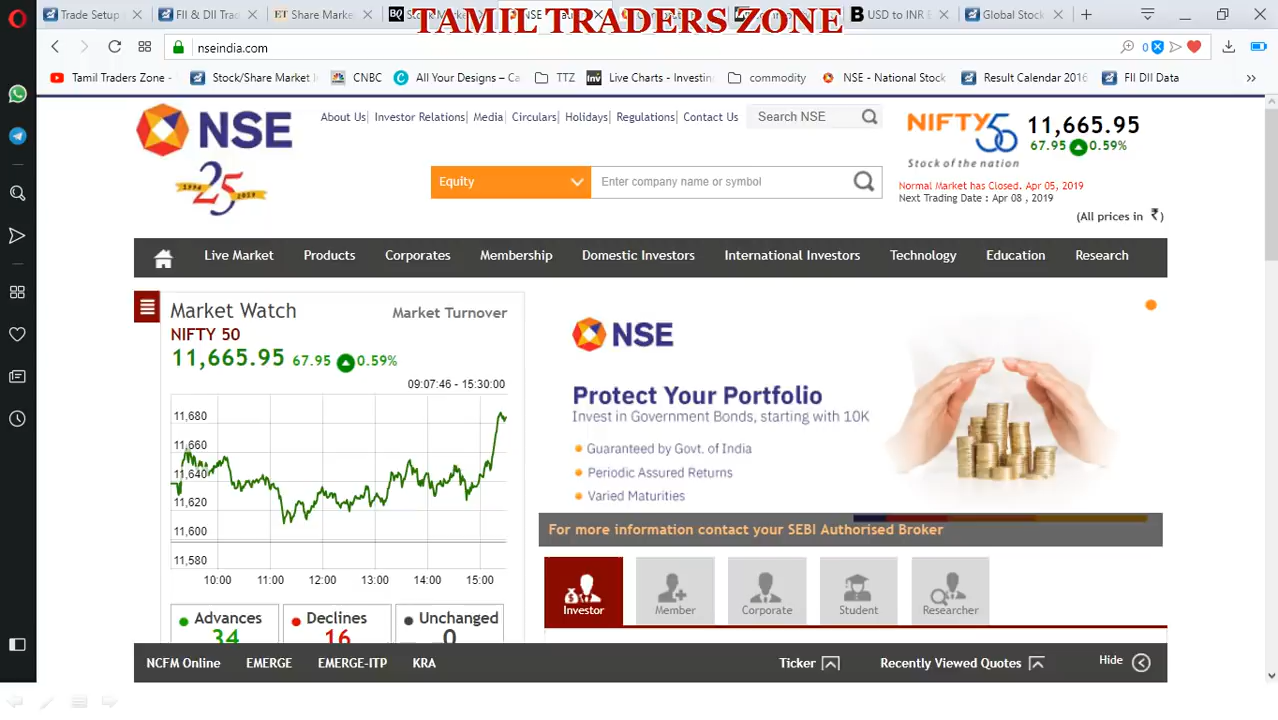 Trade Setup
FII & DII Trad
ET Share Marke
BQ
USD to INR E
Global Stock
TAMIL TRADERS ZONE
nseindia.com
0
Tamil Traders Zone -
Stock/Share Market I
CNBC
All Your Designs – Ca
TTZ
Inv Live Charts - Investing
commodity
NSE - National Stock
Result Calendar 2016
FII DII Data
NSE
About Us| Investor Relations| Media| Circulars| Holidays| Regulations| Contact Us
Search NSE
NIFTY 50
Stock of the nation
11,665.95
67.95 0.59%
25
Equity
Enter company name or symbol
Normal Market has Closed. Apr 05, 2019
Next Trading Date : Apr 08 , 2019
(All prices in ₹)
Live Market
Products
Corporates
Membership
Domestic Investors
International Investors
Technology
Education
Research
Market Watch
Market Turnover
NIFTY 50
11,665.95 67.95 0.59%
09:07:46 - 15:30:00
11,680
11,660
11,640
11,620
11,600
11,580
10:00 11:00 12:00 13:00 14:00 15:00
Advances
34
Declines
16
Unchanged
0
NSE
Protect Your Portfolio
Invest in Government Bonds, starting with 10K
Guaranteed by Govt. of India
Periodic Assured Returns
Varied Maturities
For more information contact your SEBI Authorised Broker
Investor
Member
Corporate
Student
Researcher
NCFM Online
EMERGE
EMERGE-ITP
KRA
Ticker
Recently Viewed Quotes
Hide